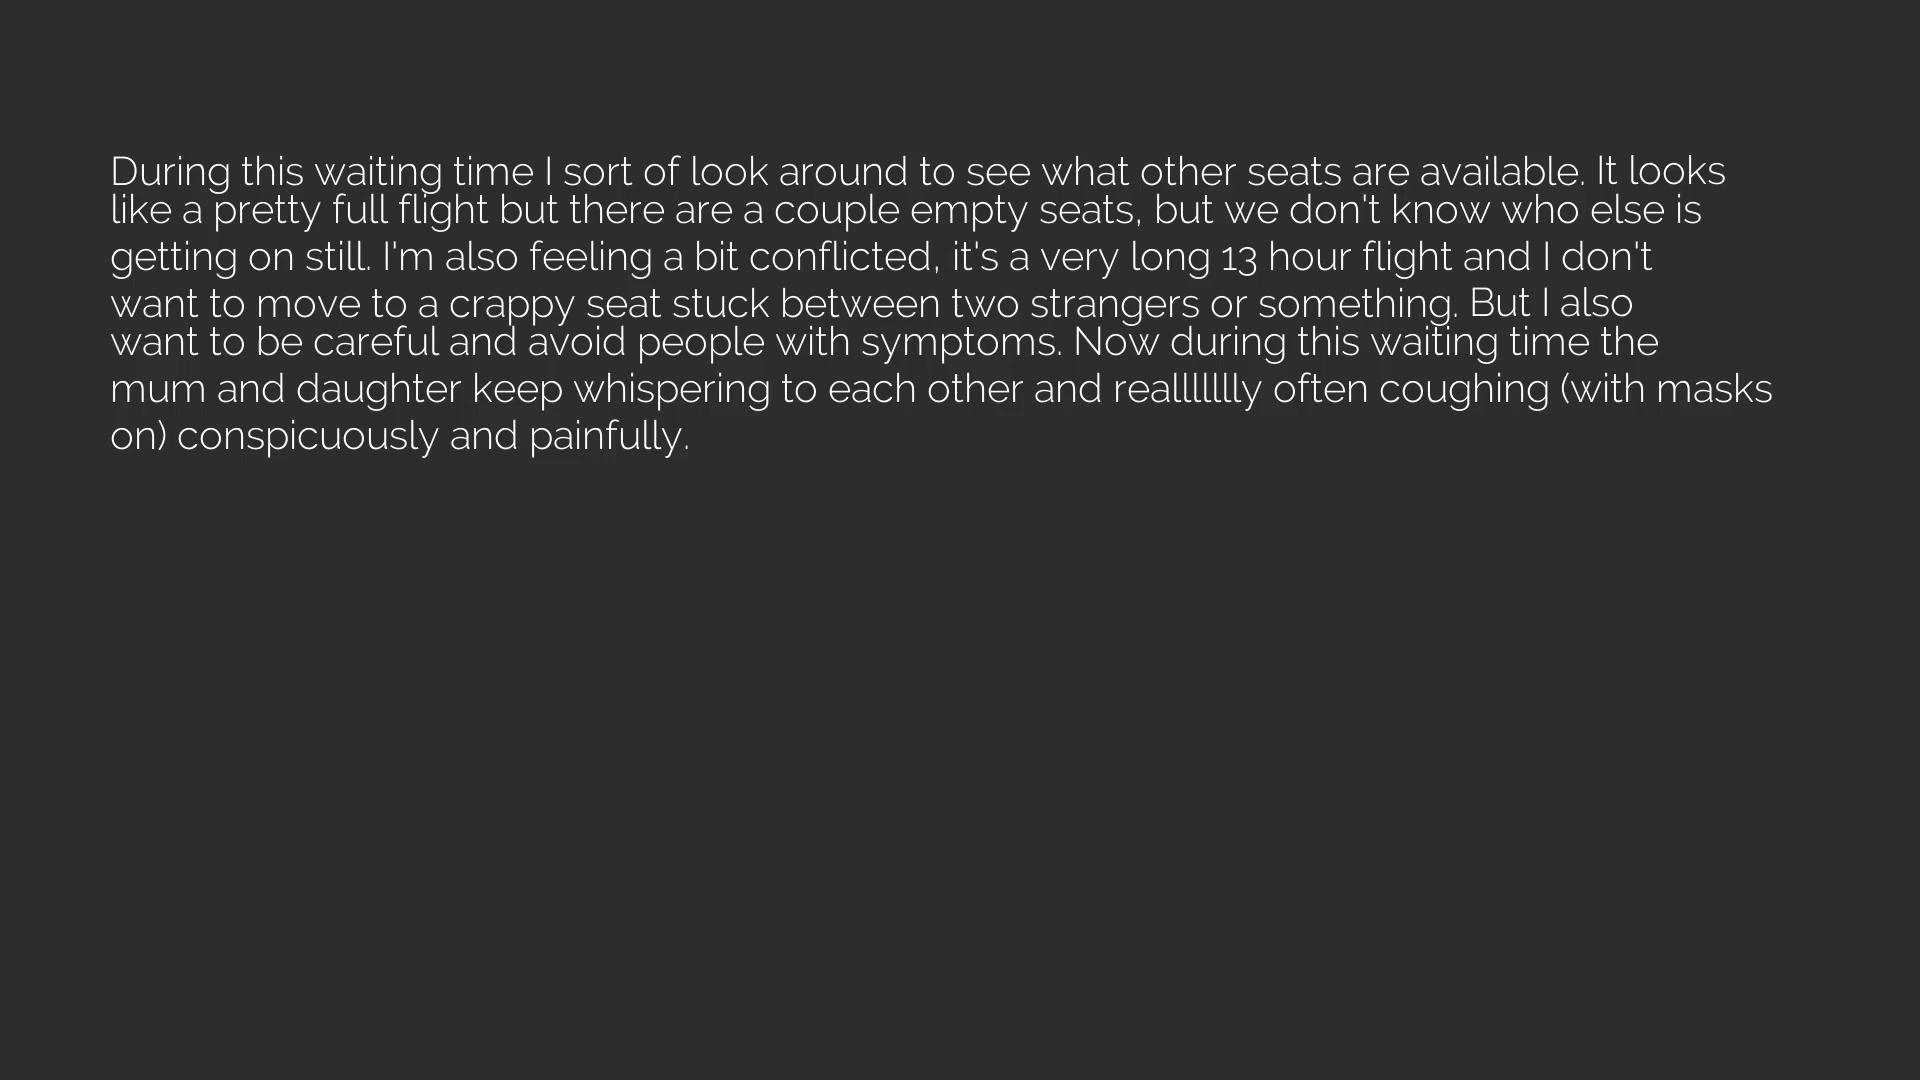 During this waiting time I sort of look around to see what other seats are available. It looks
like a pretty full flight but there are a couple empty seats, but we don't know who else is
getting on still. I'm also feeling a bit conflicted, it's a very long 13 hour flight and I don't
want to move to a crappy seat stuck between two strangers or something. But I also
want to be careful and avoid people with symptoms. Now during this waiting time the
mum and daughter keep whispering to each other and realllllllly often coughing (with masks
on) conspicuously and painfully.